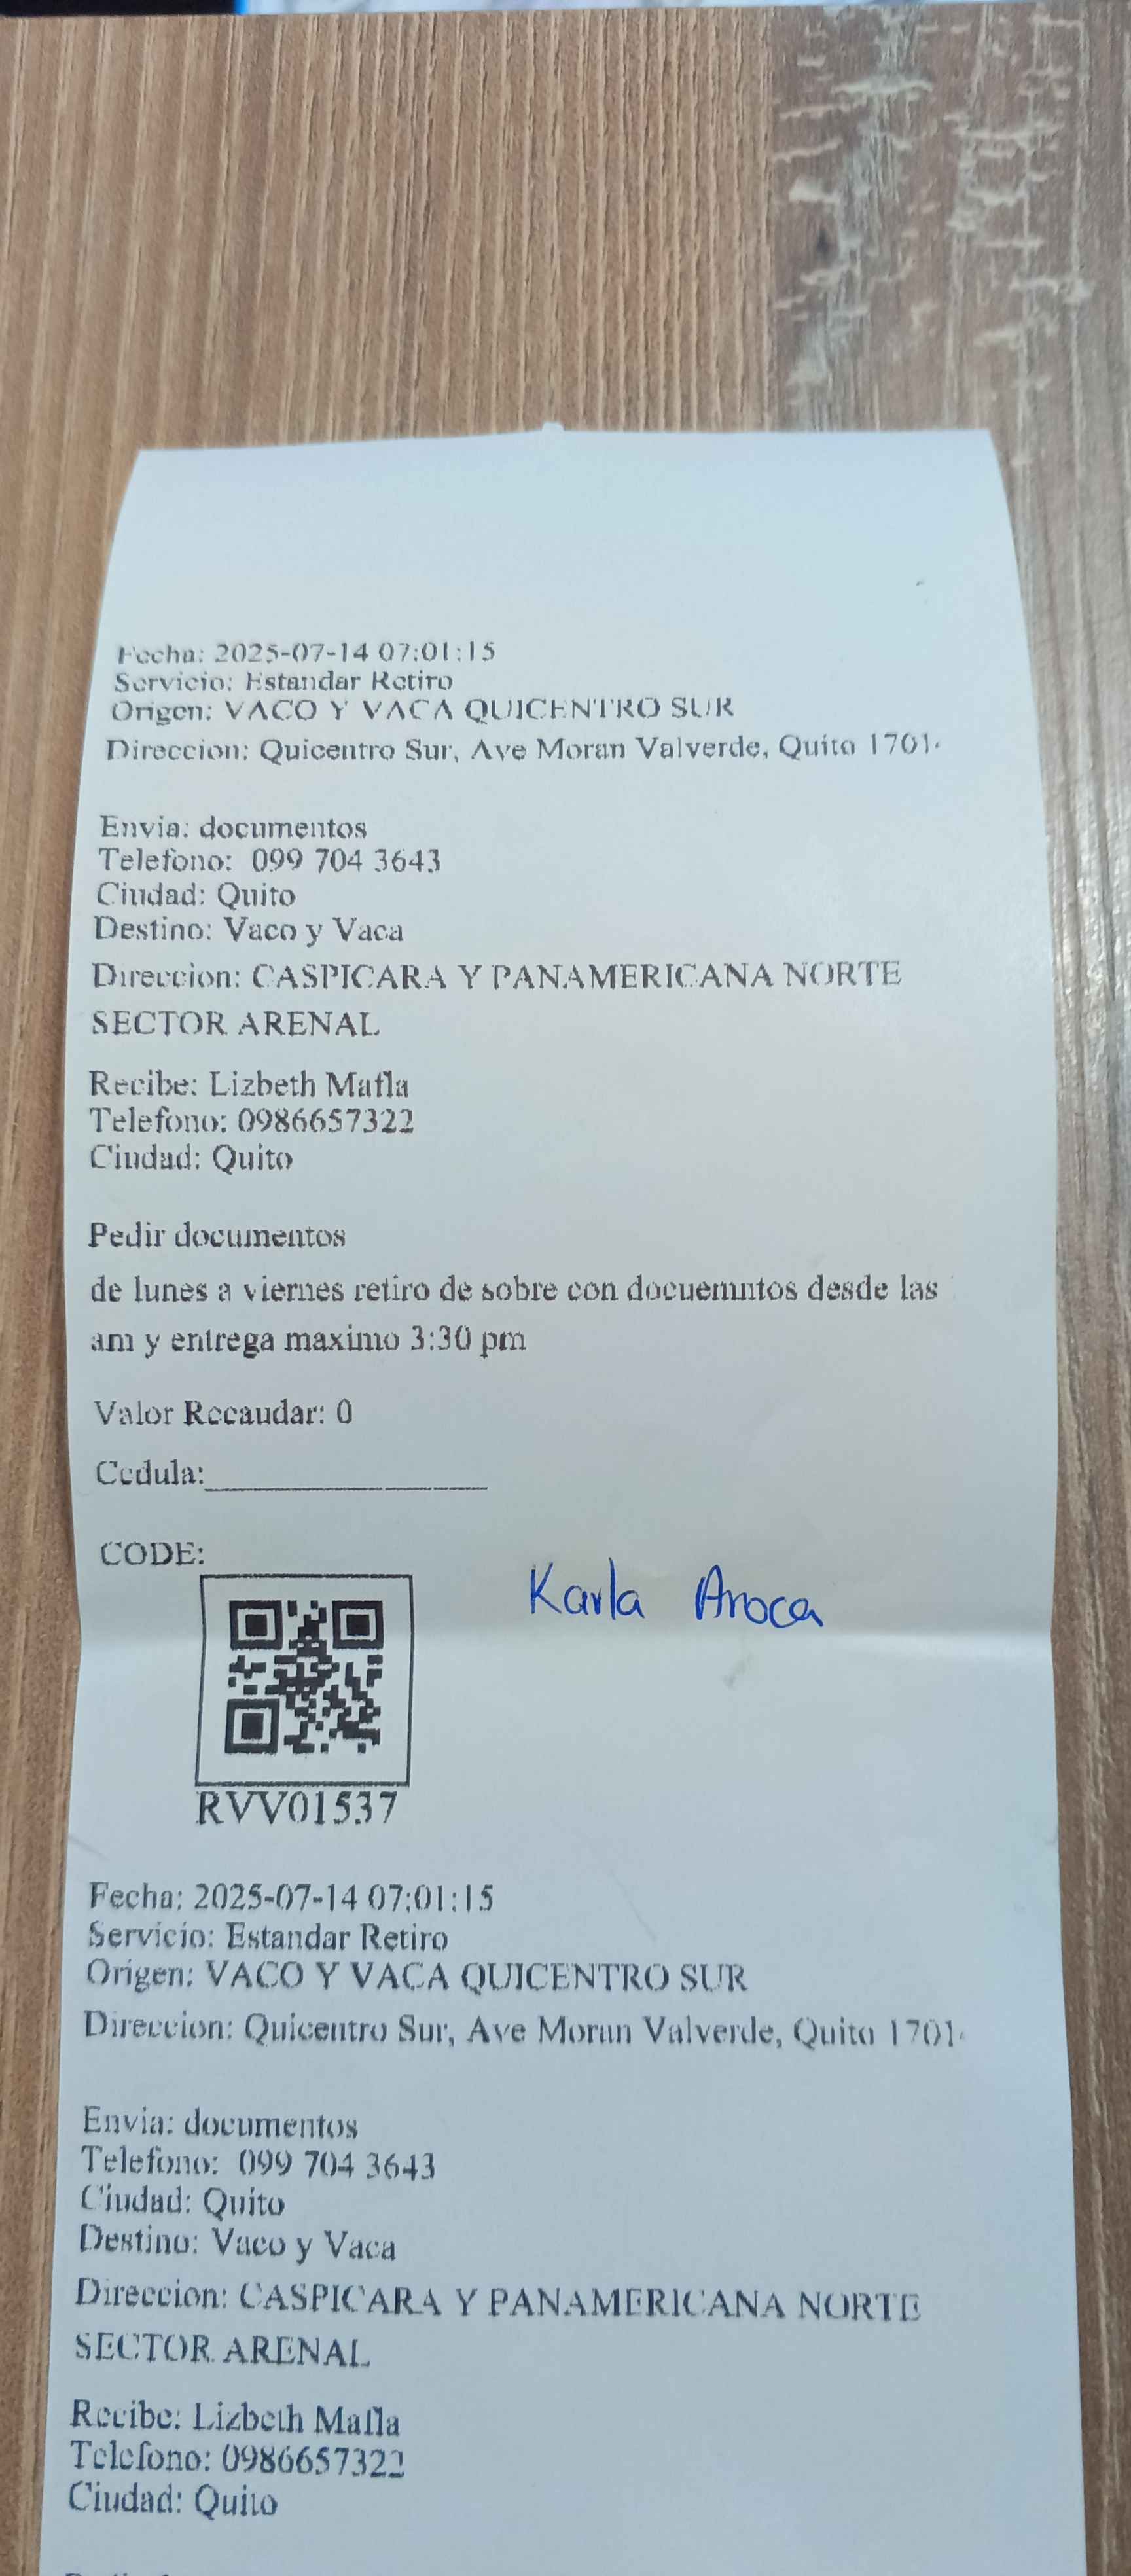 Fecha: 2025-07-14 07:01:15
Servicio: Estandar Retiro
Origen: VACO Y VACA QUICENTRO SUR
Direccion: Quicentro Sur, Ave Moran Valverde, Quito 1701
Envia: documentos
Telefono: 099 704 3643
Ciudad: Quito
Destino: Vaco y Vaca
Direccion: CASPICARA Y PANAMERICANA NORTE
SECTOR ARENAL
Recibe: Lizbeth Mafla
Telefono: 0986657322
Ciudad: Quito
Pedir documentos
de lunes a viernes retiro de sobre con docuemntos desde las
am y entrega maximo 3:30 pm
Valor Recaudar: 0
Cedula:
CODE:
Karla Aroca
RVV01537
Fecha: 2025-07-14 07:01:15
Servicio: Estandar Retiro
Origen: VACO Y VACA QUICENTRO SUR
Direccion: Quicentro Sur, Ave Moran Valverde, Quito 1701
Envia: documentos
Telefono: 099 704 3643
Ciudad: Quito
Destino: Vaco y Vaca
Direccion: CASPICARA Y PANAMERICANA NORTE
SECTOR ARENAL
Recibe: Lizbeth Mafla
Telefono: 0986657322
Ciudad: Quito